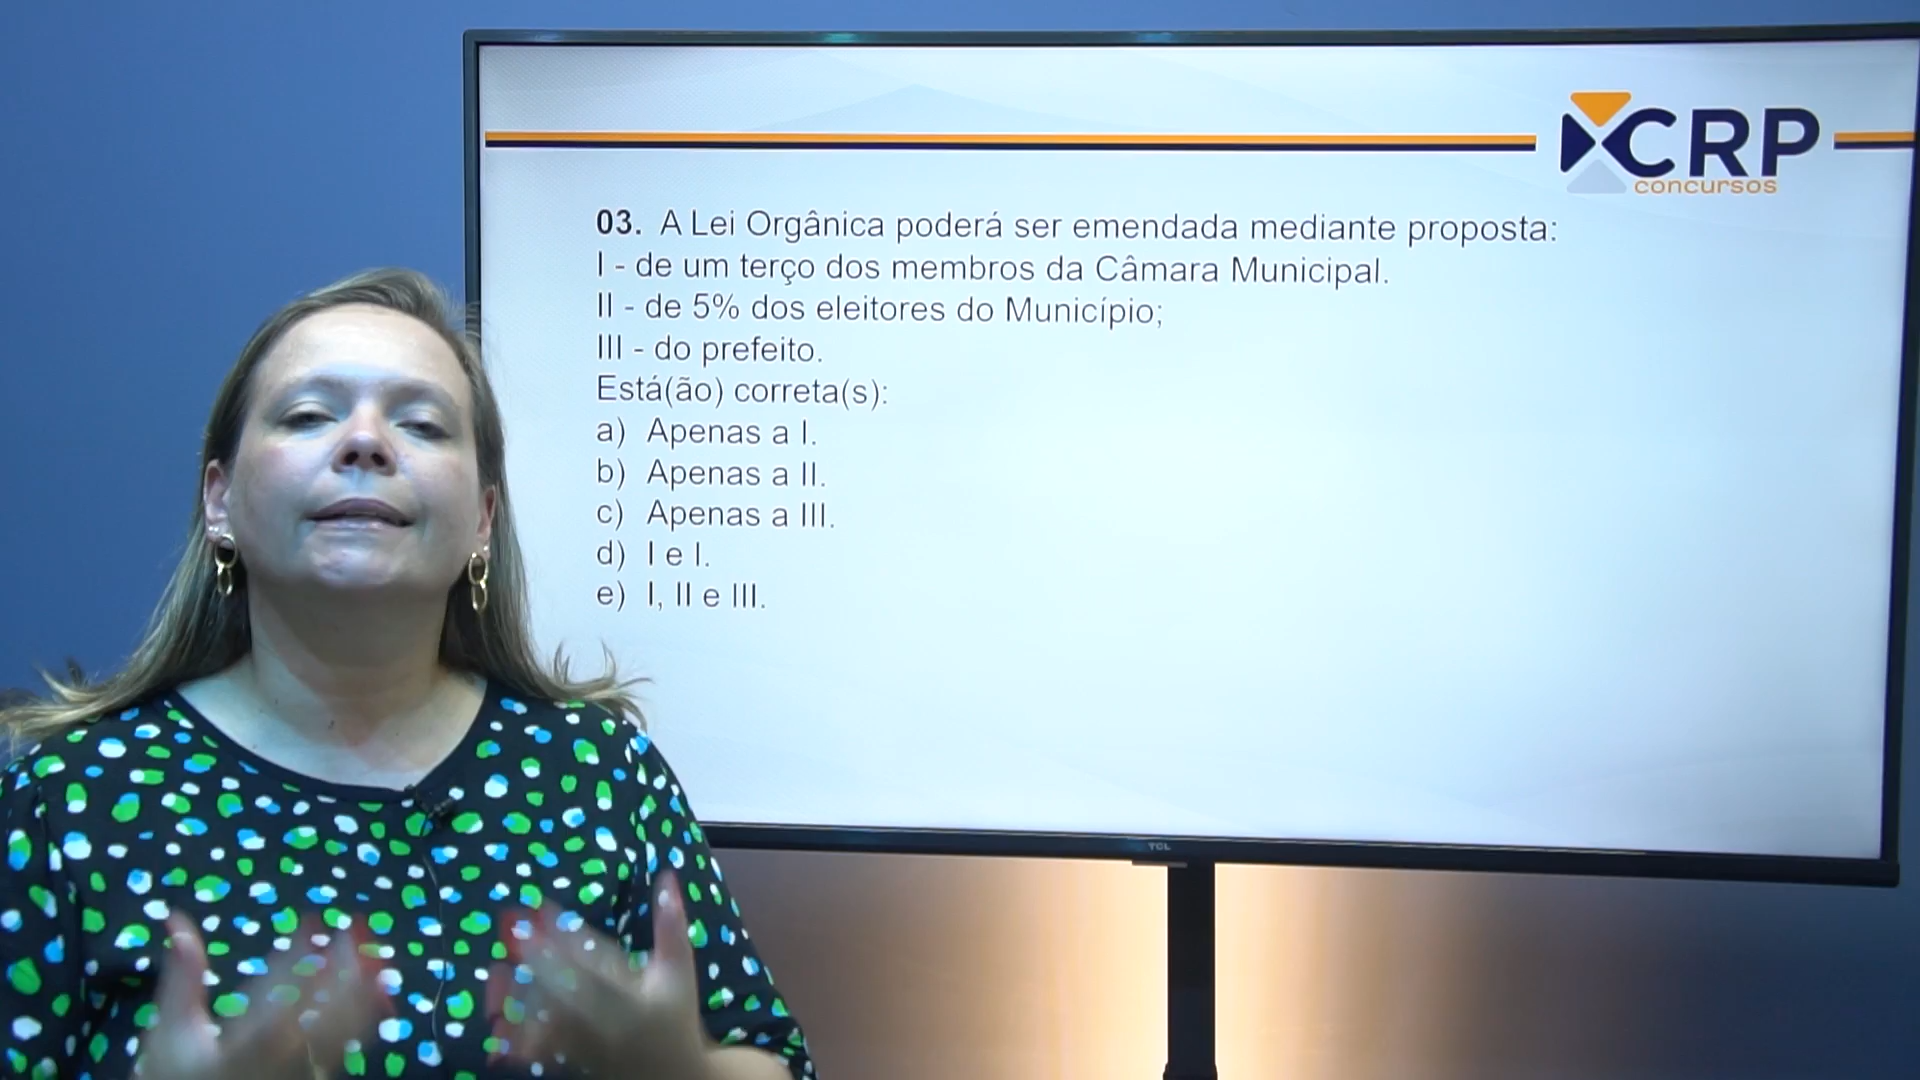 CRP
concursos
03. A Lei Orgânica poderá ser emendada mediante proposta:
I - de um terço dos membros da Câmara Municipal.
II - de 5% dos eleitores do Município;
III - do prefeito.
Está(ão) correta(s):
a) Apenas a I.
b) Apenas a II.
c) Apenas a III.
d) I e I.
e) I, II e III.
TCL